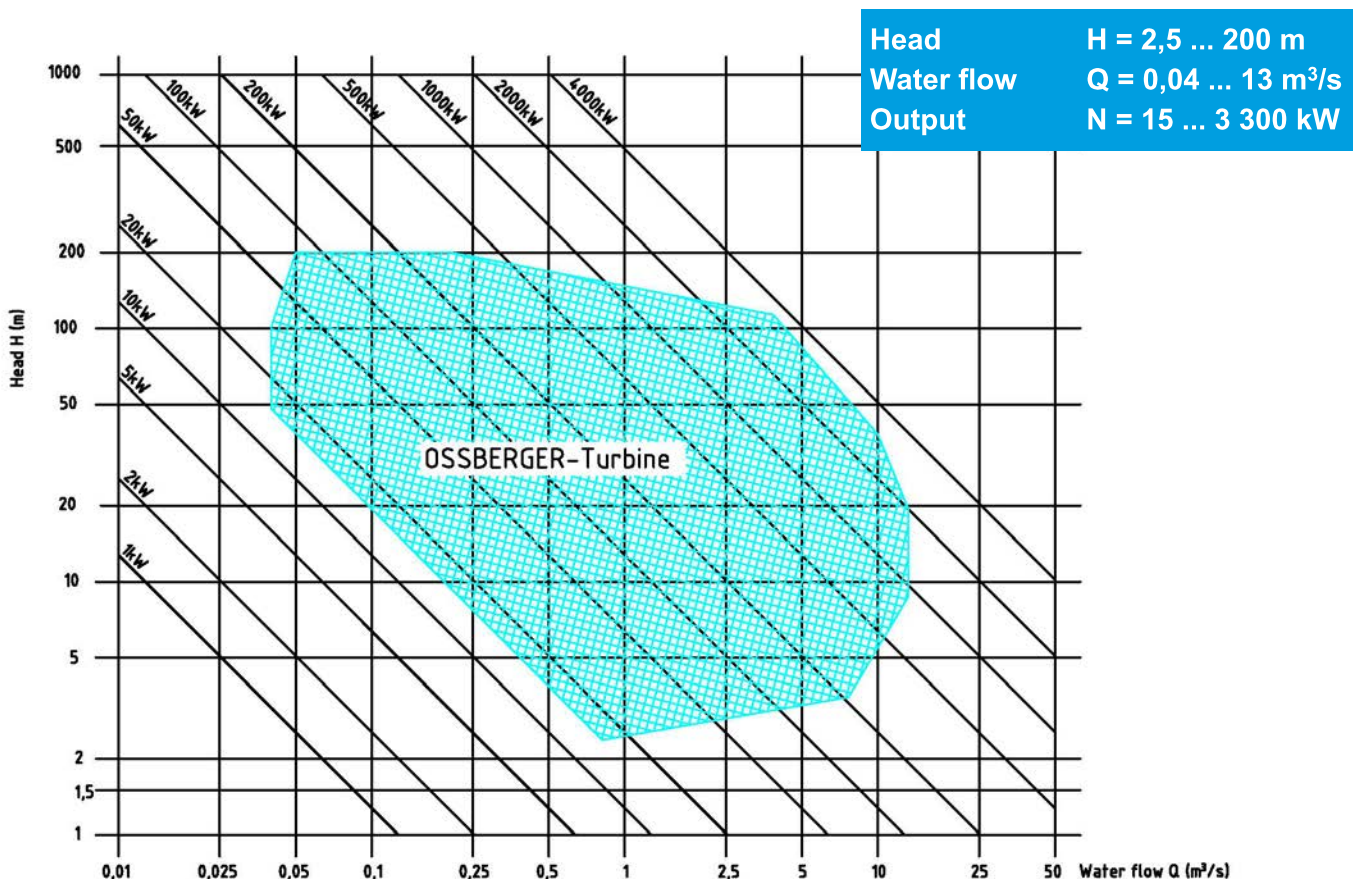 Head H = 2,5 ... 200 m
Water flow Q = 0,04 ... 13 m³/s
Output N = 15 ... 3 300 kW
1000
500
200
100
50
20
10
5
2
1,5
1
Head H (m)
100kW
200kW
500kW
1000kW
2000kW
4000kW
50kW
20kW
10kW
5kW
2kW
1kW
OSSBERGER-Turbine
0,01 0,025 0,05 0,1 0,25 0,5 1 2,5 5 10 25 50 Water flow Q (m³/s)